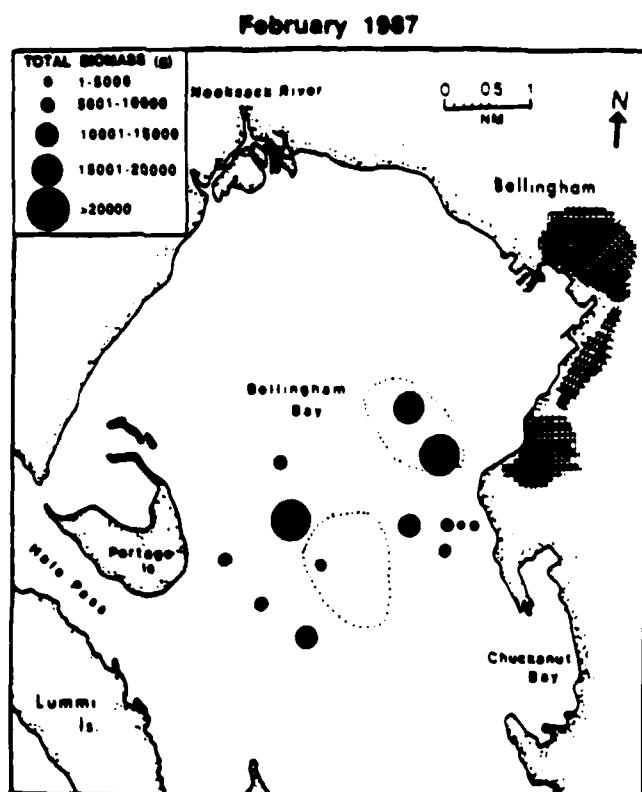 February 1987
TOTAL BIOMASS (g)
1-5000
5001-10000
10001-15000
15001-20000
>20000
Nooksack River
0 0.5 1
NM
N
Bellingham
Bellingham
Bay
Portage
Is.
Hale Pass
Chuckanut
Bay
Lummi
Is.